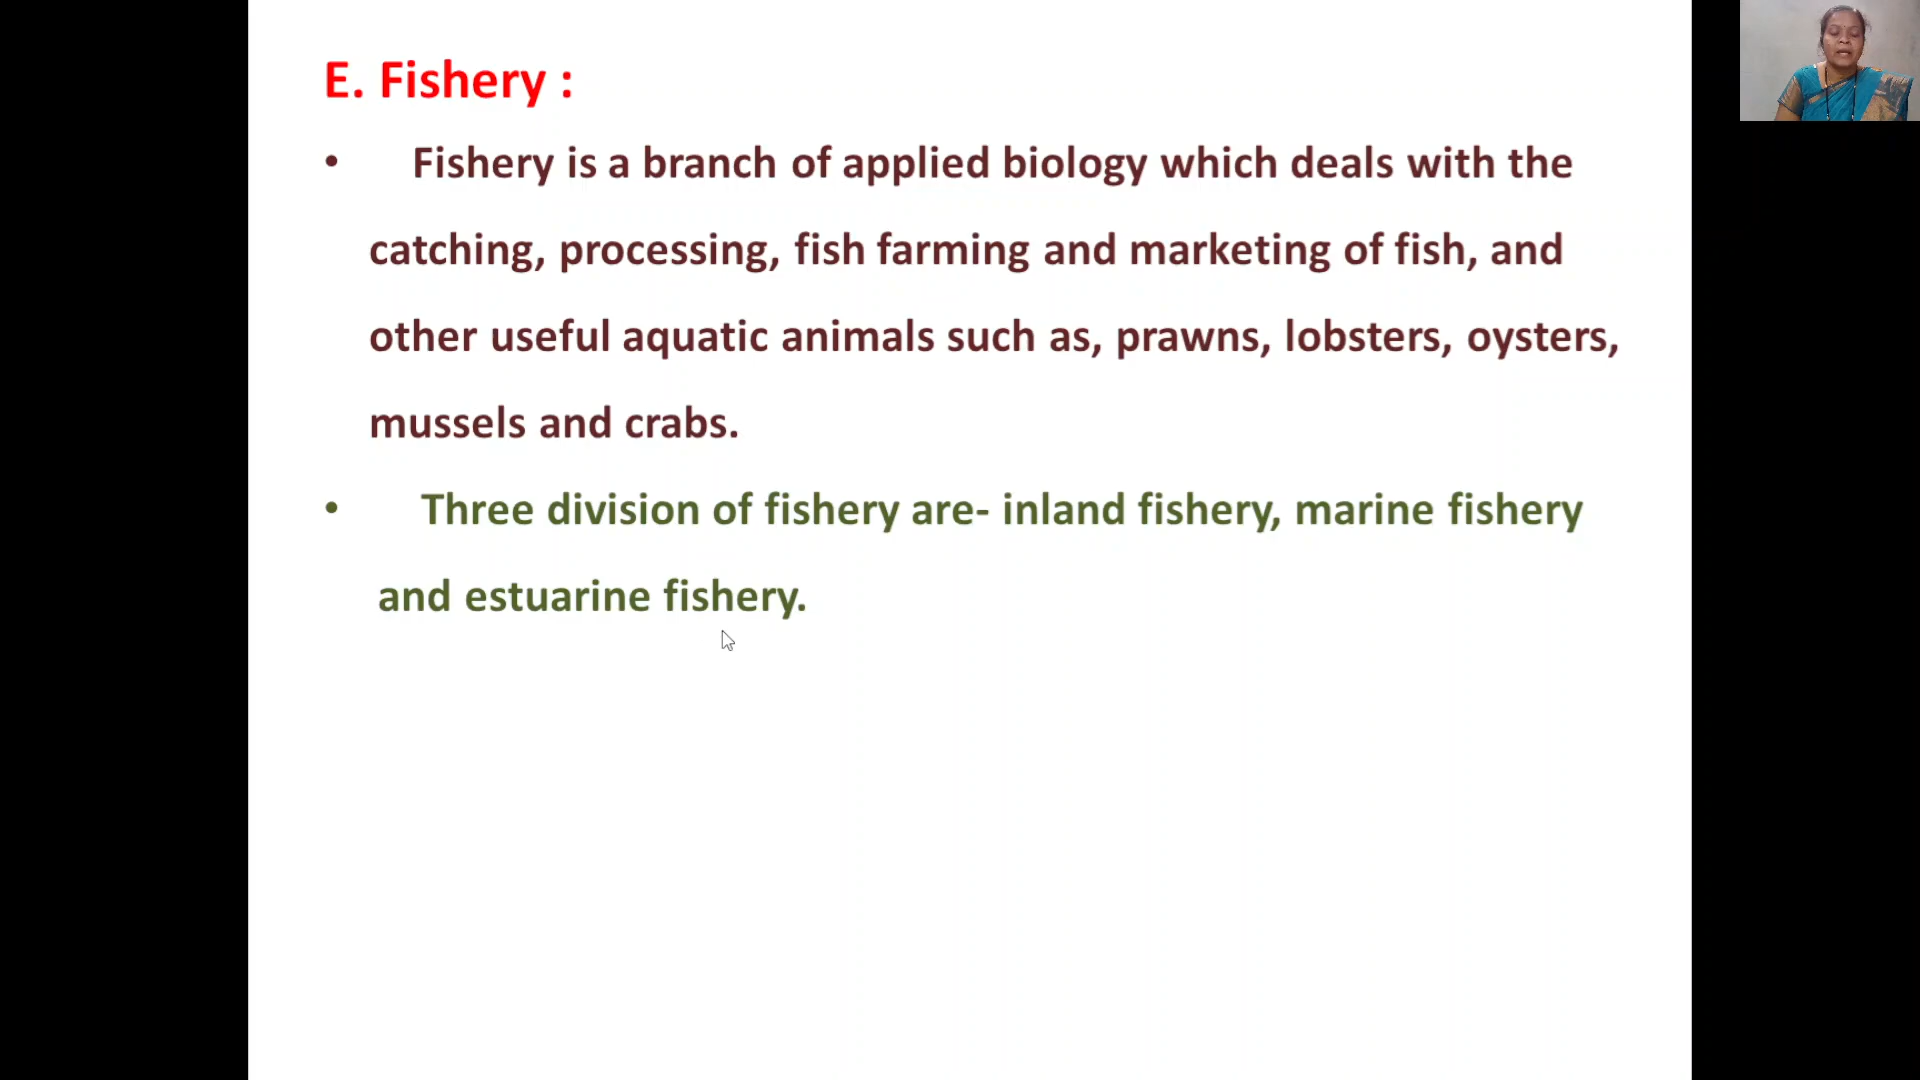 E. Fishery :
• Fishery is a branch of applied biology which deals with the
catching, processing, fish farming and marketing of fish, and
other useful aquatic animals such as, prawns, lobsters, oysters,
mussels and crabs.
• Three division of fishery are- inland fishery, marine fishery
and estuarine fishery.